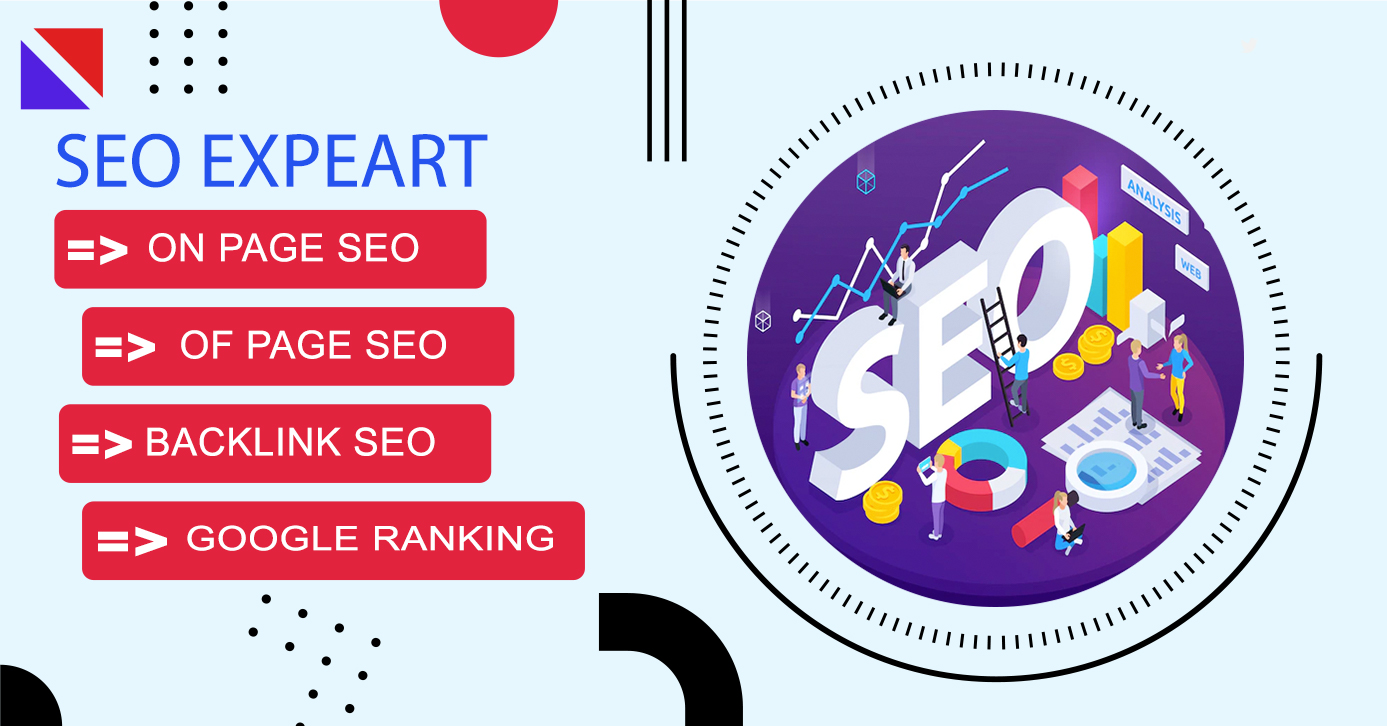 SEO EXPEART
=> ON PAGE SEO
=> OF PAGE SEO
=> BACKLINK SEO
=> GOOGLE RANKING
SEO
ANALYSIS
WEB